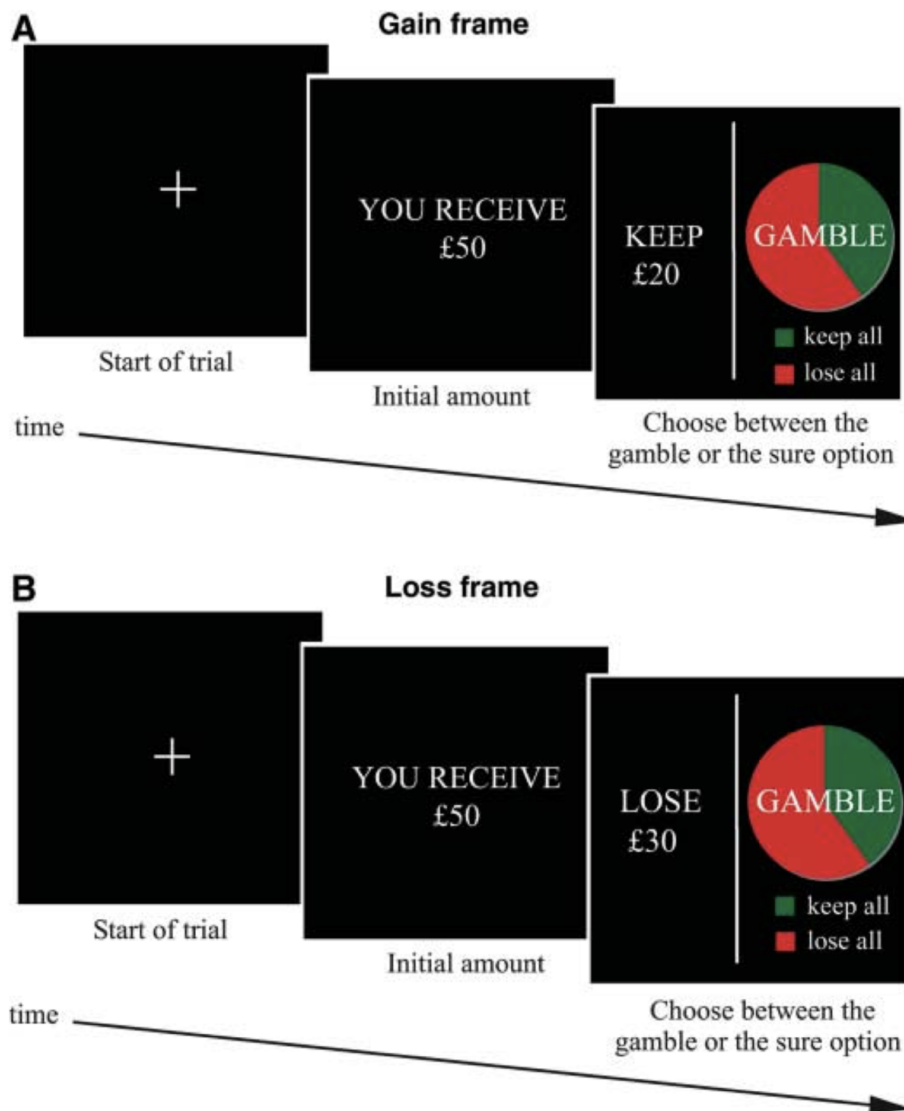 A
Gain frame
YOU RECEIVE
£50
KEEP
£20
GAMBLE
keep all
lose all
Start of trial
Initial amount
Choose between the
gamble or the sure option
time
B
Loss frame
YOU RECEIVE
£50
LOSE
£30
GAMBLE
keep all
lose all
Start of trial
Initial amount
Choose between the
gamble or the sure option
time